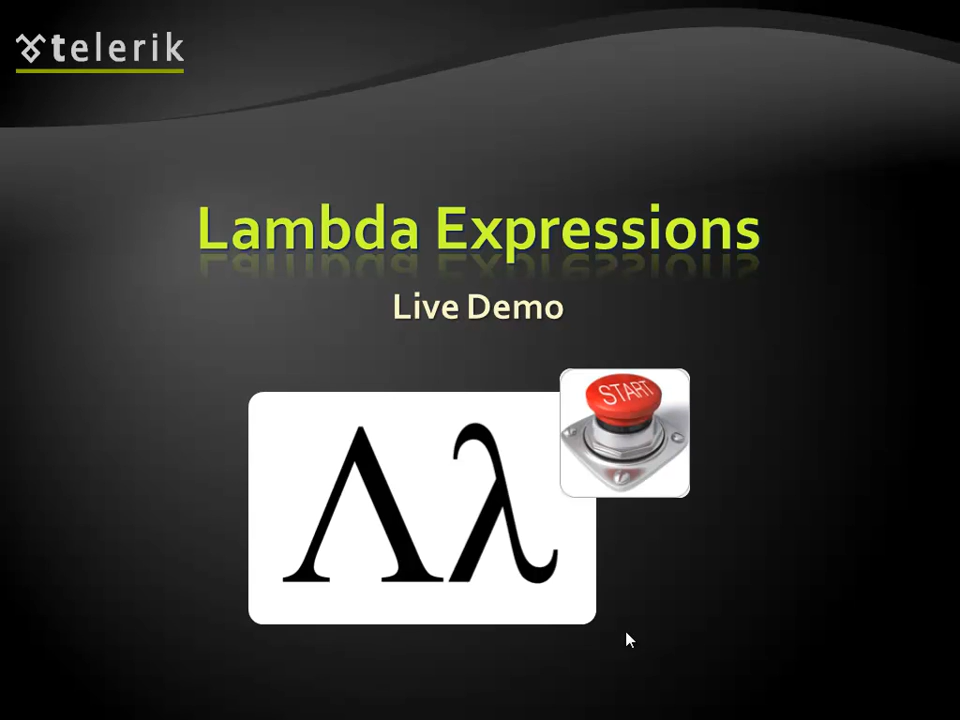 telerik
Lambda Expressions
Live Demo
START
Λλ